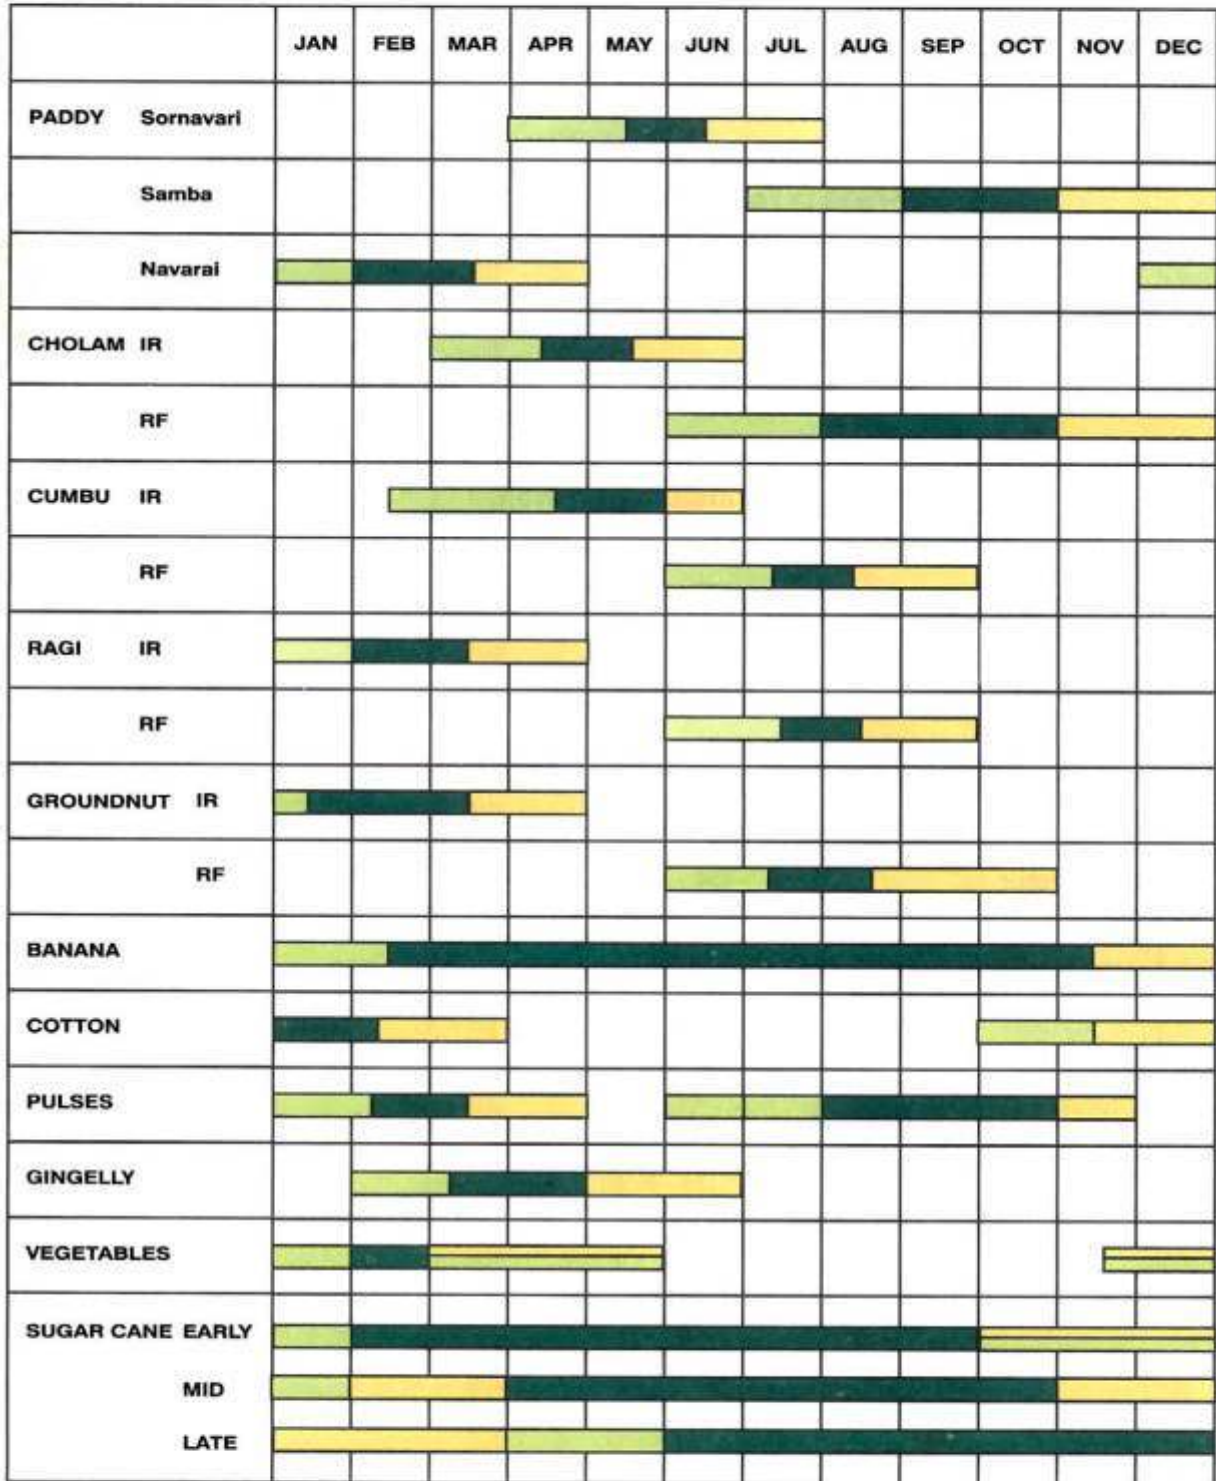 JAN FEB MAR APR MAY JUN JUL AUG SEP OCT NOV DEC
PADDY Sornavari
Samba
Navarai
CHOLAM IR
RF
CUMBU IR
RF
RAGI IR
RF
GROUNDNUT IR
RF
BANANA
COTTON
PULSES
GINGELLY
VEGETABLES
SUGAR CANE EARLY
MID
LATE